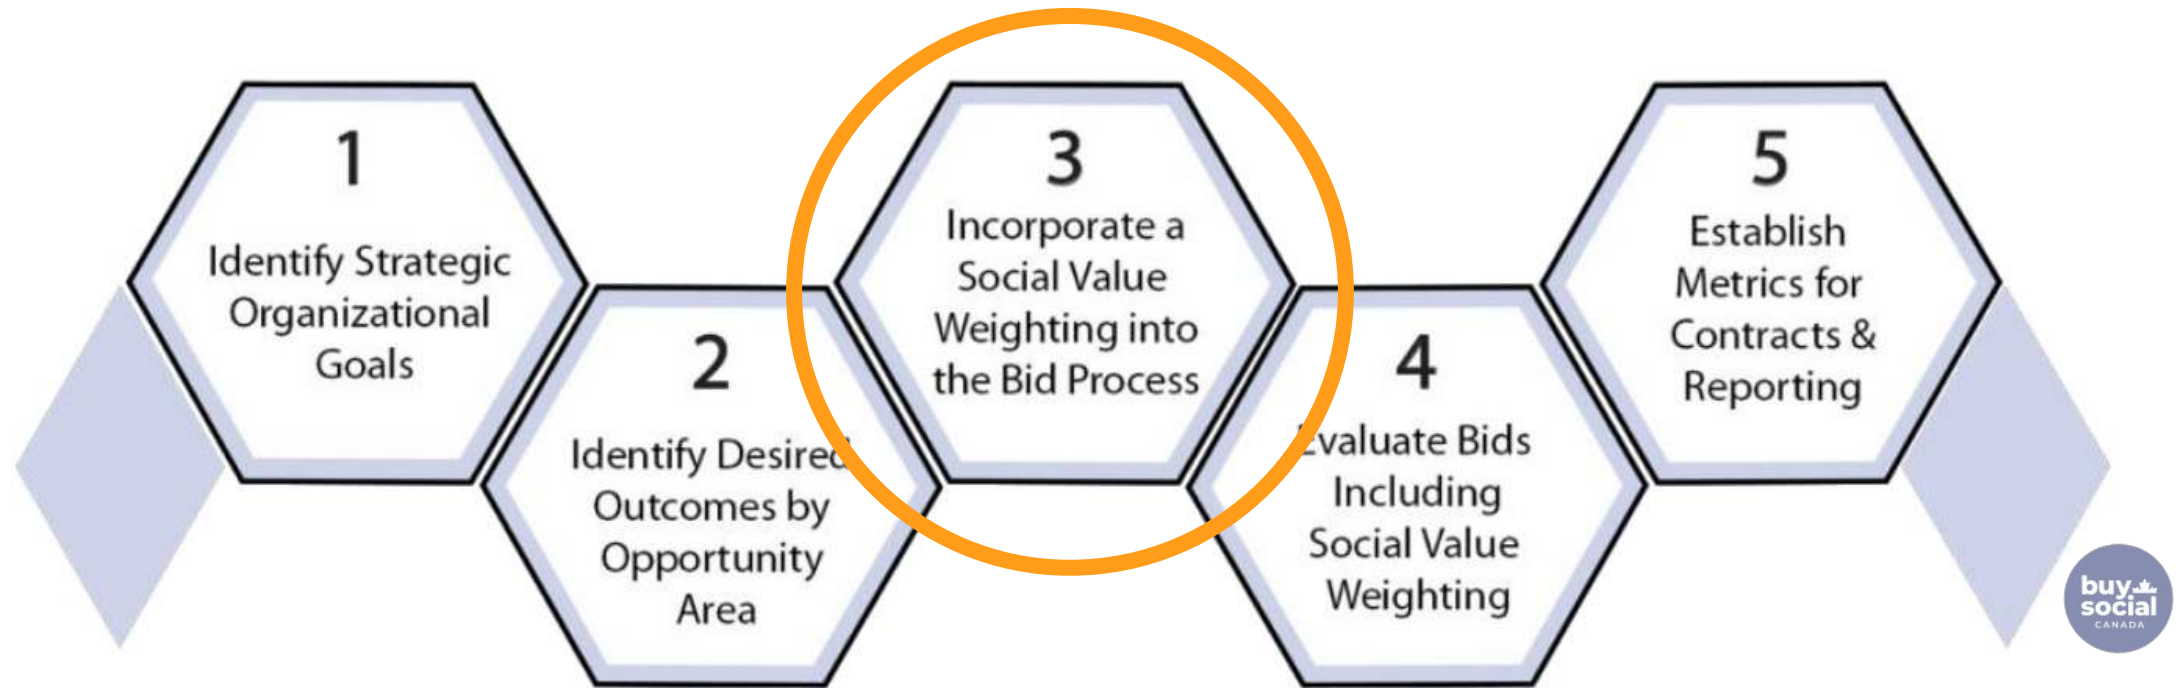 1
Identify Strategic
Organizational
Goals
2
Identify Desired
Outcomes by
Opportunity
Area
3
Incorporate a
Social Value
Weighting into
the Bid Process
4
Evaluate Bids
Including
Social Value
Weighting
5
Establish
Metrics for
Contracts &
Reporting
buy
social
CANADA